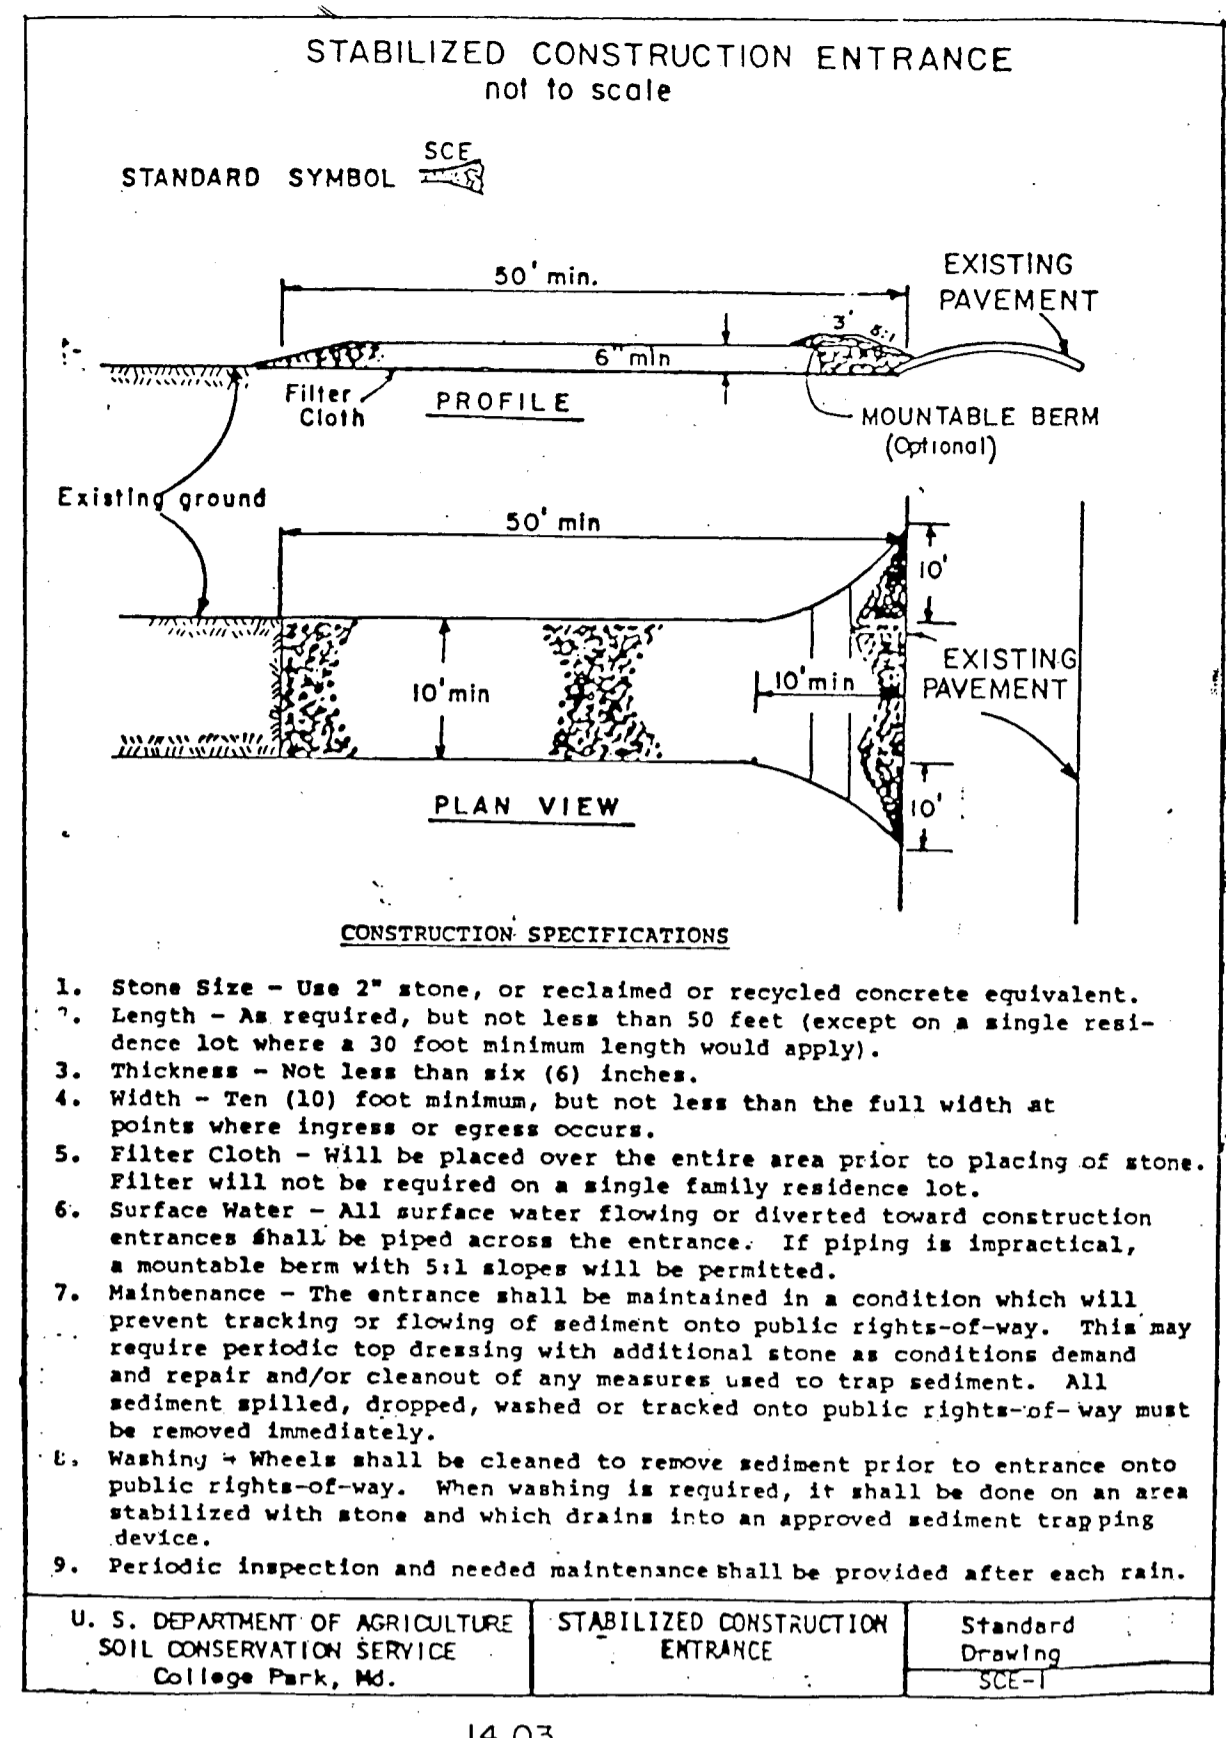 STABILIZED CONSTRUCTION ENTRANCE
not to scale
SCE
STANDARD SYMBOL
50' min.
EXISTING
PAVEMENT
3'
5:1
6" min
Filter
Cloth
PROFILE
MOUNTABLE BERM
(Optional)
Existing ground
50' min
10'
10' min
10' min
EXISTING
PAVEMENT
10'
PLAN VIEW
CONSTRUCTION SPECIFICATIONS
1. Stone Size - Use 2" stone, or reclaimed or recycled concrete equivalent.
2. Length - As required, but not less than 50 feet (except on a single resi-
dence lot where a 30 foot minimum length would apply).
3. Thickness - Not less than six (6) inches.
4. Width - Ten (10) foot minimum, but not less than the full width at
points where ingress or egress occurs.
5. Filter Cloth - Will be placed over the entire area prior to placing of stone.
Filter will not be required on a single family residence lot.
6. Surface Water - All surface water flowing or diverted toward construction
entrances shall be piped across the entrance. If piping is impractical,
a mountable berm with 5:1 slopes will be permitted.
7. Maintenance - The entrance shall be maintained in a condition which will
prevent tracking or flowing of sediment onto public rights-of-way. This may
require periodic top dressing with additional stone as conditions demand
and repair and/or cleanout of any measures used to trap sediment. All
sediment spilled, dropped, washed or tracked onto public rights-of-way must
be removed immediately.
8. Washing - Wheels shall be cleaned to remove sediment prior to entrance onto
public rights-of-way. When washing is required, it shall be done on an area
stabilized with stone and which drains into an approved sediment trapping
device.
9. Periodic inspection and needed maintenance shall be provided after each rain.
U. S. DEPARTMENT OF AGRICULTURE
SOIL CONSERVATION SERVICE
College Park, Md.
STABILIZED CONSTRUCTION
ENTRANCE
Standard
Drawing
SCE-1
14.03